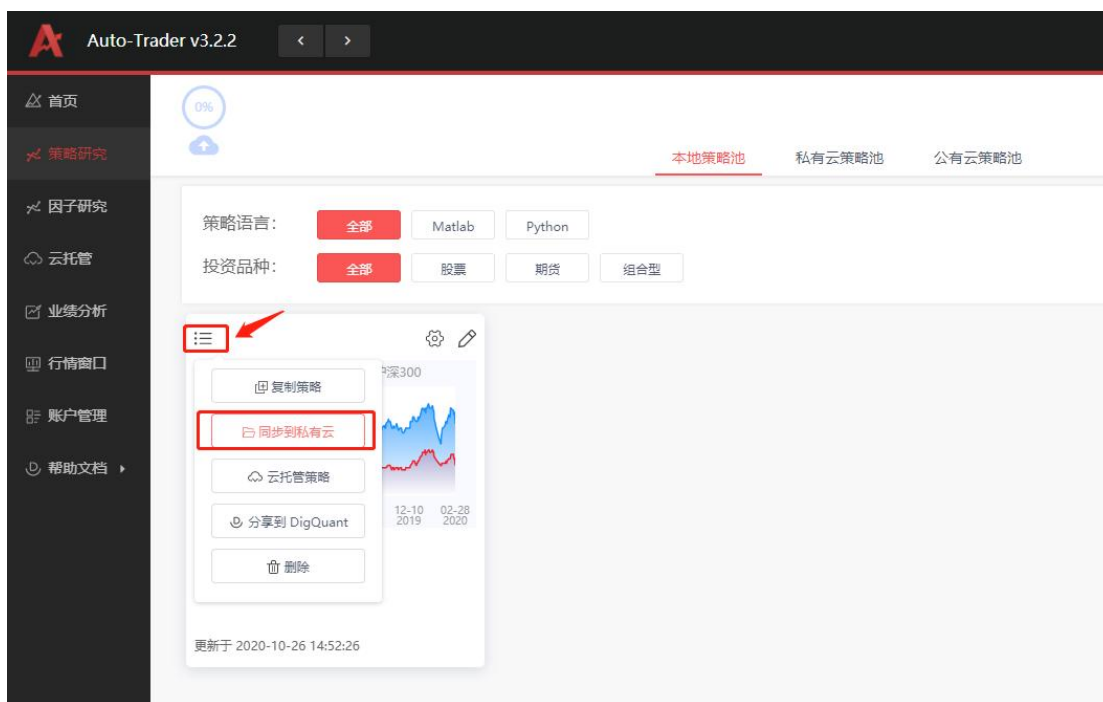 Auto-Trader v3.2.2
首页
0%
策略研究
本地策略池 私有云策略池 公有云策略池
因子研究
策略语言: 全部 Matlab Python
云托管
投资品种: 全部 股票 期货 组合型
业绩分析
行情窗口
沪深300
复制策略
账户管理
同步到私有云
帮助文档
云托管策略
12-10 02-28
2019 2020
分享到 DigQuant
删除
更新于 2020-10-26 14:52:26